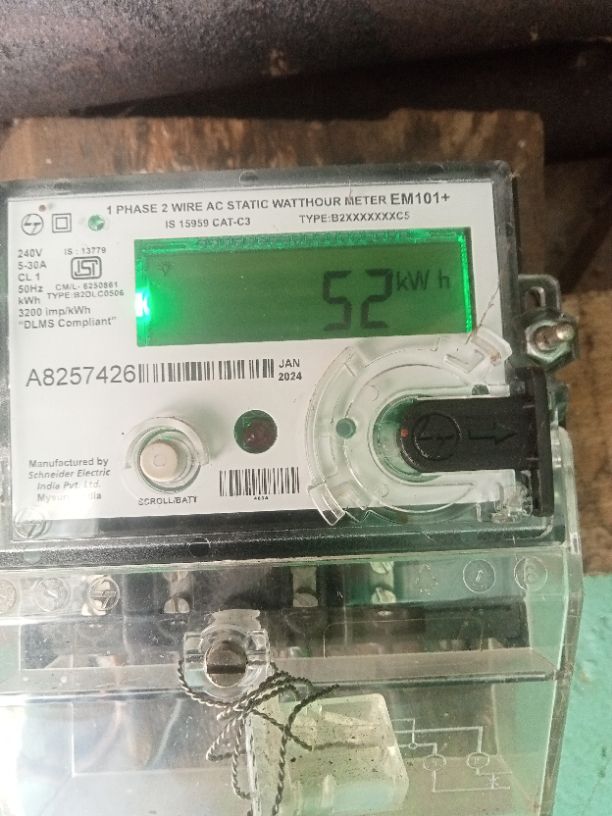 1 PHASE 2 WIRE AC STATIC WATTHOUR METER EM101+
IS 15959 CAT-C3 TYPE:B2XXXXXXXC5
240V
5-30A
CL 1
50Hz
kWh
3200 imp/kWh
"DLMS Compliant"
IS : 13779
CM/L- 6250861
TYPE:B2DLC0506
52 kWh
A8257426
JAN
2024
Manufactured by
Schneider Electric
India Pvt. Ltd.
SCROLL/BATT